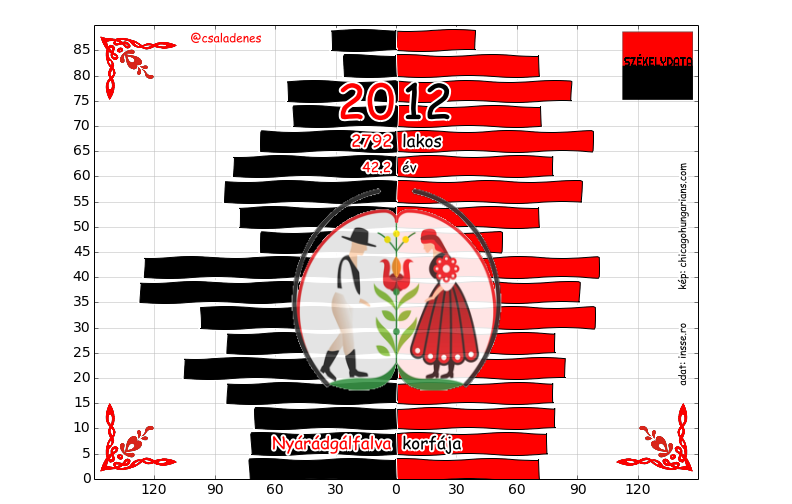 @csaladenes
SZÉKELYDATA
2012
2792 lakos
42.2 év
kép: chicagohungarians.com
adat: insse.ro
Nyárádgálfalva korfája
85
80
75
70
65
60
55
50
45
40
35
30
25
20
15
10
5
0
120 90 60 30 0 30 60 90 120